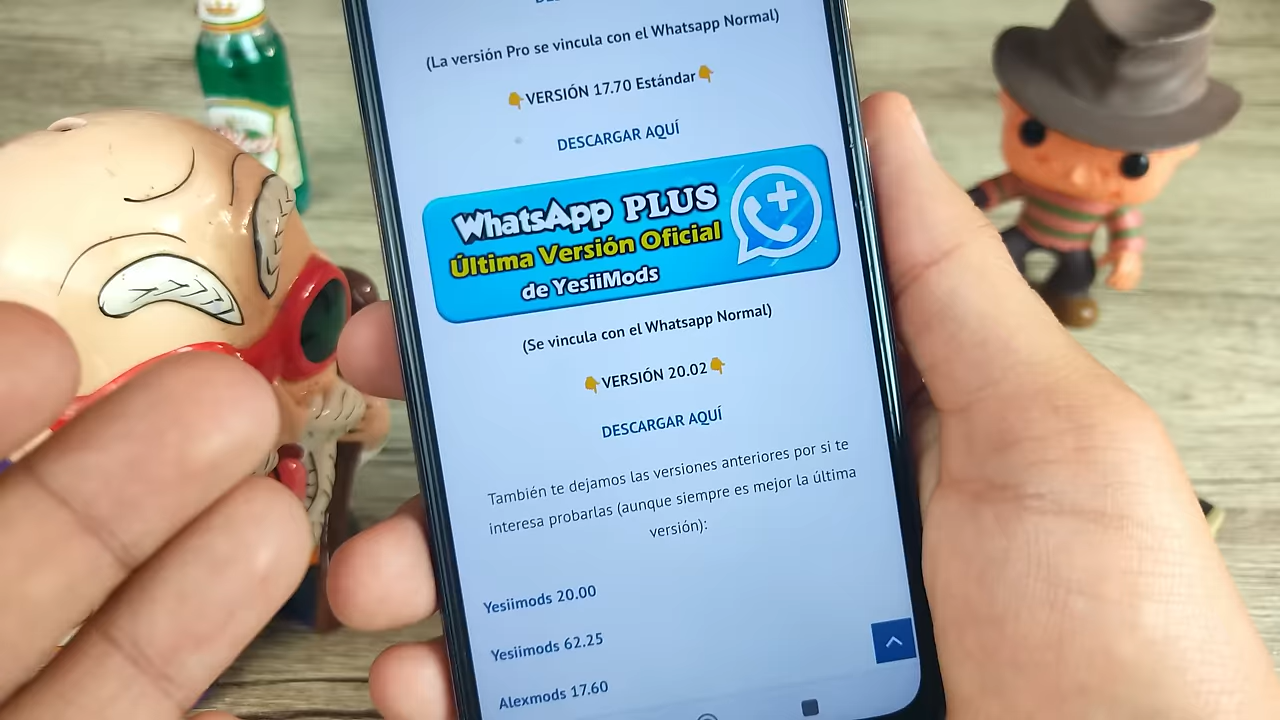 (La versión Pro se vincula con el Whatsapp Normal)
👇VERSIÓN 17.70 Estándar👇
DESCARGAR AQUÍ
WhatsApp PLUS
Última Versión Oficial
de YesiiMods
(Se vincula con el Whatsapp Normal)
👇VERSIÓN 20.02👇
DESCARGAR AQUÍ
También te dejamos las versiones anteriores por si te
interesa probarlas (aunque siempre es mejor la última
versión):
Yesiimods 20.00
Yesiimods 62.25
Alexmods 17.60